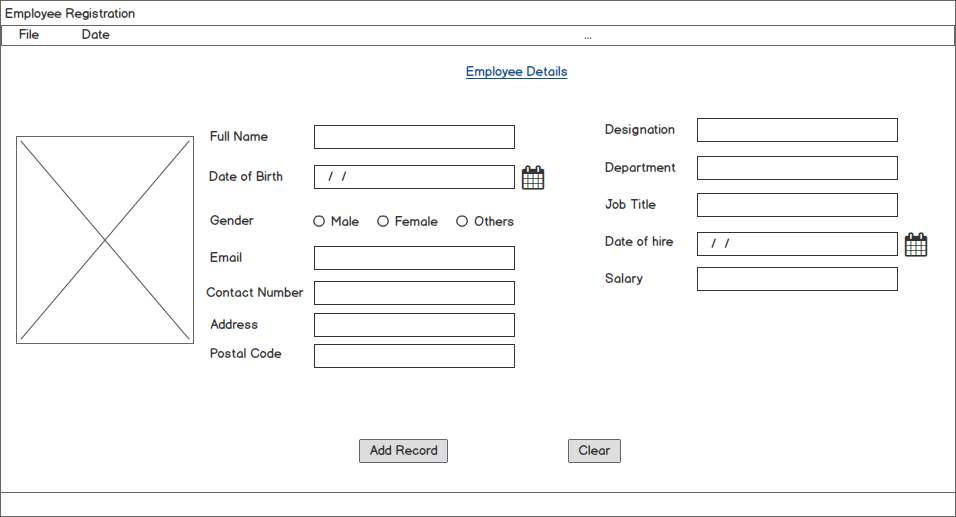 Employee Registration
File Date ...
Employee Details
Full Name
Date of Birth / /
Gender Male Female Others
Email
Contact Number
Address
Postal Code
Designation
Department
Job Title
Date of hire / /
Salary
Add Record Clear